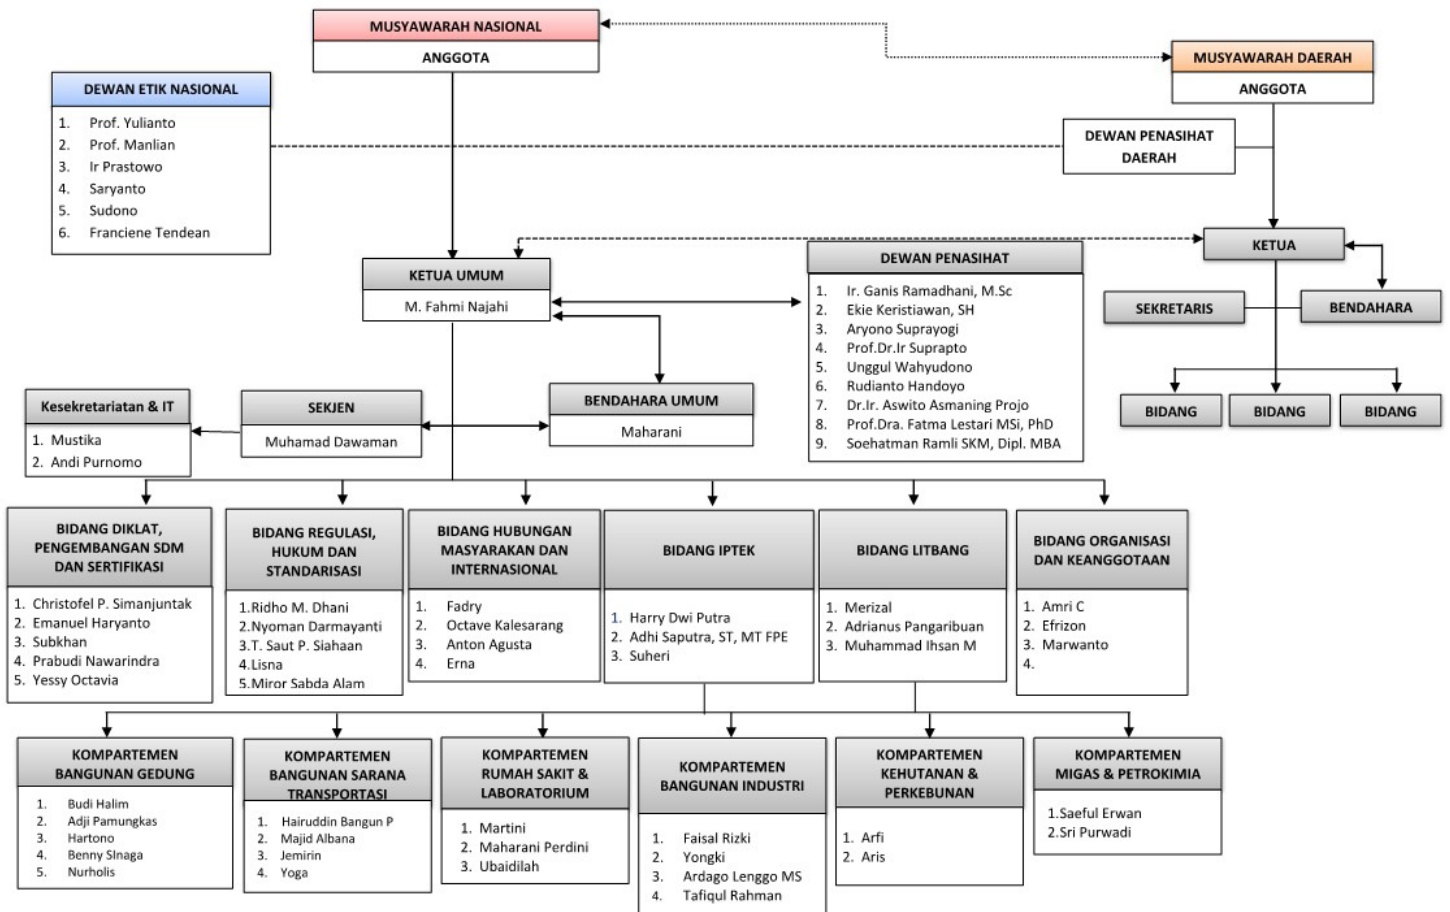 MUSYAWARAH NASIONAL
ANGGOTA
MUSYAWARAH DAERAH
ANGGOTA
DEWAN ETIK NASIONAL
1. Prof. Yulianto
2. Prof. Manlian
3. Ir Prastowo
4. Saryanto
5. Sudono
6. Franciene Tendean
DEWAN PENASIHAT
DAERAH
KETUA UMUM
M. Fahmi Najahi
DEWAN PENASIHAT
1. Ir. Ganis Ramadhani, M.Sc
2. Ekie Keristiawan, SH
3. Aryono Suprayogi
4. Prof.Dr.Ir Suprapto
5. Unggul Wahyudono
6. Rudianto Handoyo
7. Dr.Ir. Aswito Asmaning Projo
8. Prof.Dra. Fatma Lestari MSi, PhD
9. Soehatman Ramli SKM, Dipl. MBA
KETUA
SEKRETARIS
BENDAHARA
BIDANG
BIDANG
BIDANG
Kesekretariatan & IT
1. Mustika
2. Andi Purnomo
SEKJEN
Muhamad Dawaman
BENDAHARA UMUM
Maharani
BIDANG DIKLAT,
PENGEMBANGAN SDM
DAN SERTIFIKASI
1. Christofel P. Simanjuntak
2. Emanuel Haryanto
3. Subkhan
4. Prabudi Nawarindra
5. Yessy Octavia
BIDANG REGULASI,
HUKUM DAN
STANDARISASI
1.Ridho M. Dhani
2.Nyoman Darmayanti
3.T. Saut P. Siahaan
4.Lisna
5.Miror Sabda Alam
BIDANG HUBUNGAN
MASYARAKAN DAN
INTERNASIONAL
1. Fadry
2. Octave Kalesarang
3. Anton Agusta
4. Erna
BIDANG IPTEK
1. Harry Dwi Putra
2. Adhi Saputra, ST, MT FPE
3. Suheri
BIDANG LITBANG
1. Merizal
2. Adrianus Pangaribuan
3. Muhammad Ihsan M
BIDANG ORGANISASI
DAN KEANGGOTAAN
1. Amri C
2. Efrizon
3. Marwanto
4.
KOMPARTEMEN
BANGUNAN GEDUNG
1. Budi Halim
2. Adji Pamungkas
3. Hartono
4. Benny SInaga
5. Nurholis
KOMPARTEMEN
BANGUNAN SARANA
TRANSPORTASI
1. Hairuddin Bangun P
2. Majid Albana
3. Jemirin
4. Yoga
KOMPARTEMEN
RUMAH SAKIT &
LABORATORIUM
1. Martini
2. Maharani Perdini
3. Ubaidilah
KOMPARTEMEN
BANGUNAN INDUSTRI
1. Faisal Rizki
2. Yongki
3. Ardago Lenggo MS
4. Tafiqul Rahman
KOMPARTEMEN
KEHUTANAN &
PERKEBUNAN
1. Arfi
2. Aris
KOMPARTEMEN
MIGAS & PETROKIMIA
1.Saeful Erwan
2.Sri Purwadi